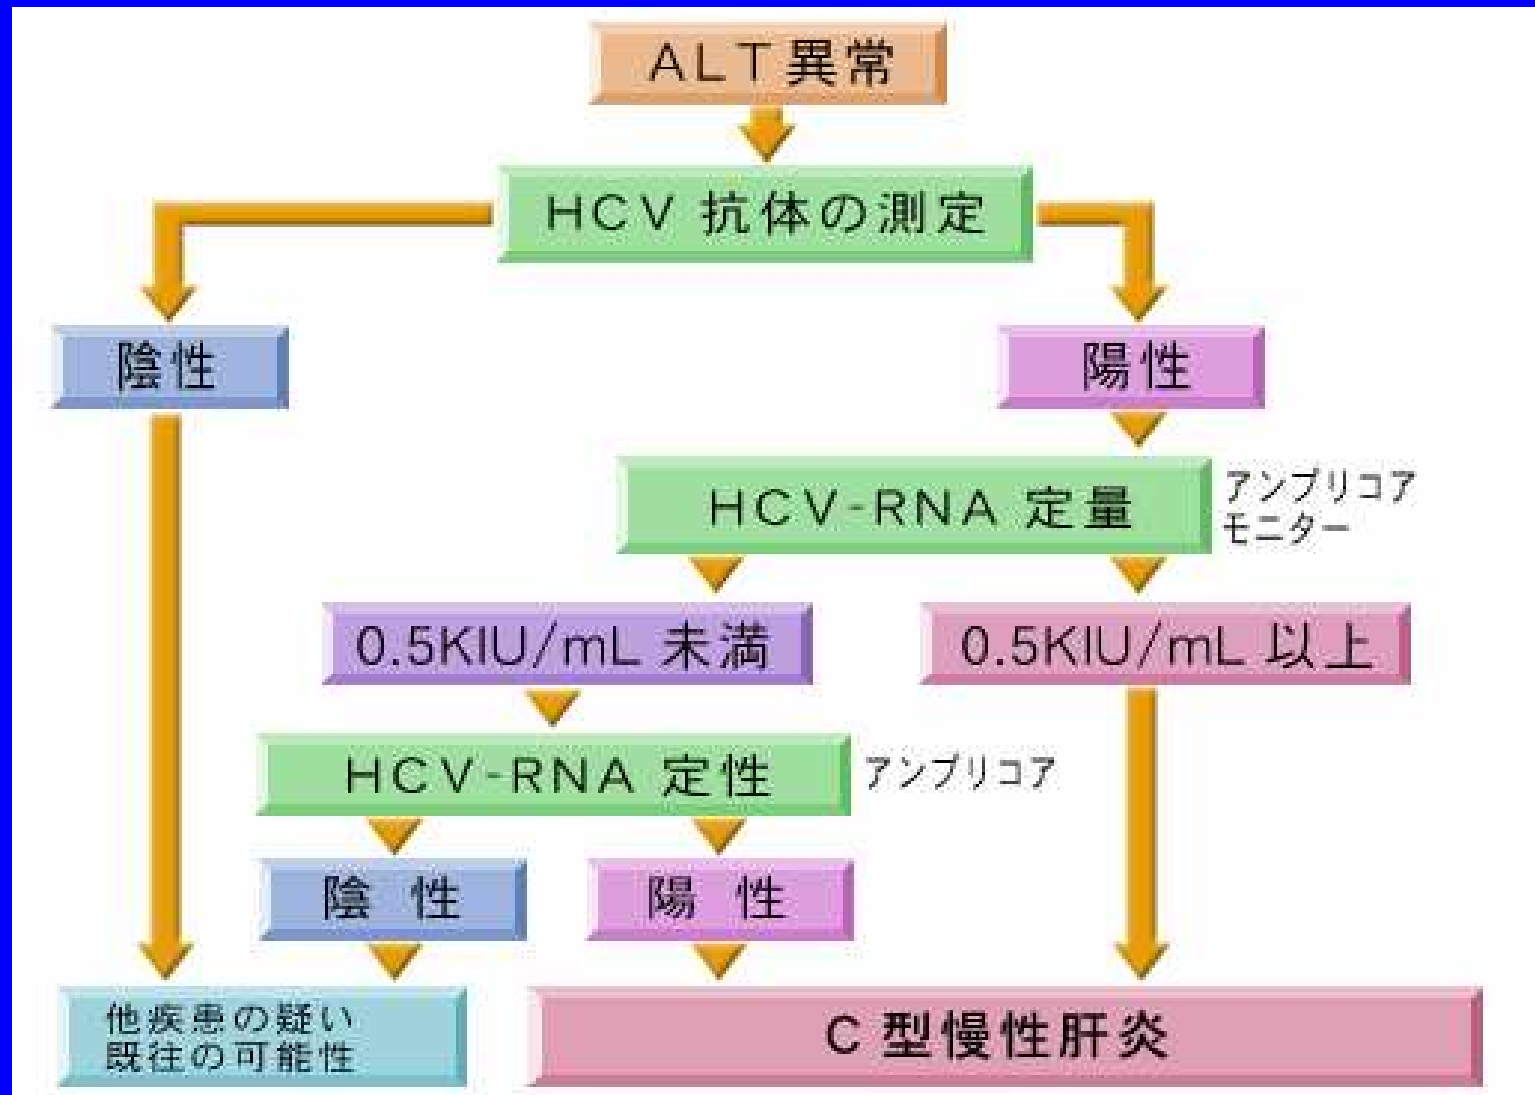 ALT異常
HCV 抗体の測定
陰性
陽性
HCV-RNA 定量
アンプリコア
モニター
0.5KIU/mL 未満
0.5KIU/mL 以上
HCV-RNA 定性
アンプリコア
陰 性
陽 性
他疾患の疑い
既往の可能性
C 型慢性肝炎